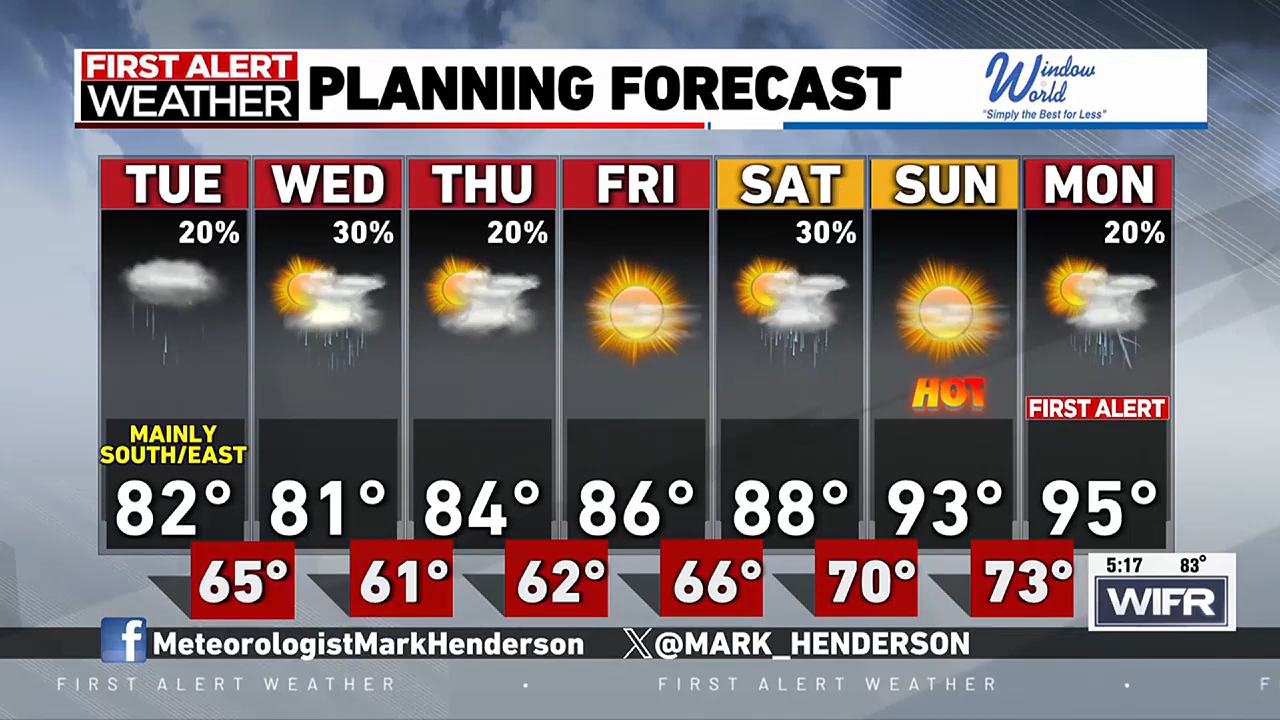 FIRST ALERT
WEATHER
PLANNING FORECAST
Window
World
"Simply the Best for Less"
TUE WED THU FRI SAT SUN MON
20% 30% 20% 30% 20%
HOT
FIRST ALERT
MAINLY
SOUTH/EAST
82° 81° 84° 86° 88° 93° 95°
65° 61° 62° 66° 70° 73°
5:17 83°
WIFR
f MeteorologistMarkHenderson X @MARK_HENDERSON
FIRST ALERT WEATHER • FIRST ALERT WEATHER • F